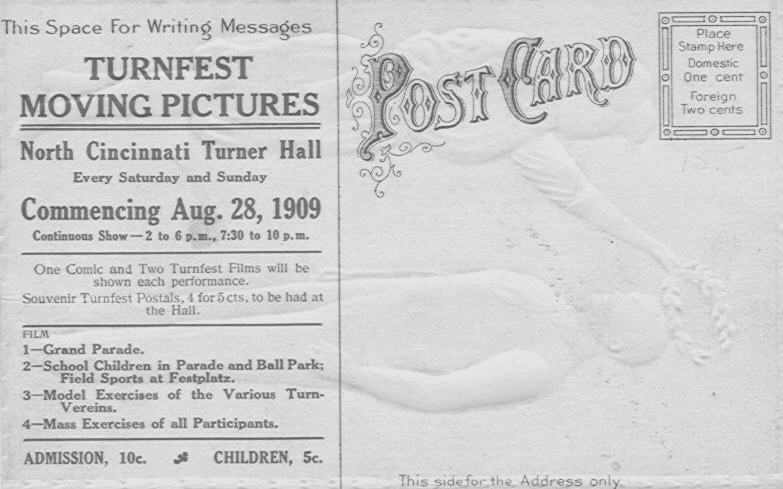 This Space For Writing Messages
TURNFEST
MOVING PICTURES
North Cincinnati Turner Hall
Every Saturday and Sunday
Commencing Aug. 28, 1909
Continuous Show—2 to 6 p.m., 7:30 to 10 p.m.
One Comic and Two Turnfest Films will be
shown each performance.
Souvenir Turnfest Postals, 4 for 5 cts. to be had at
the Hall.
FILM
1—Grand Parade.
2—School Children in Parade and Ball Park;
Field Sports at Festplatz.
3—Model Exercises of the Various Turn-
Vereins.
4—Mass Exercises of all Participants.
ADMISSION, 10c. CHILDREN, 5c.
POST CARD
Place
Stamp Here
Domestic
One cent
Foreign
Two cents
This side for the Address only.